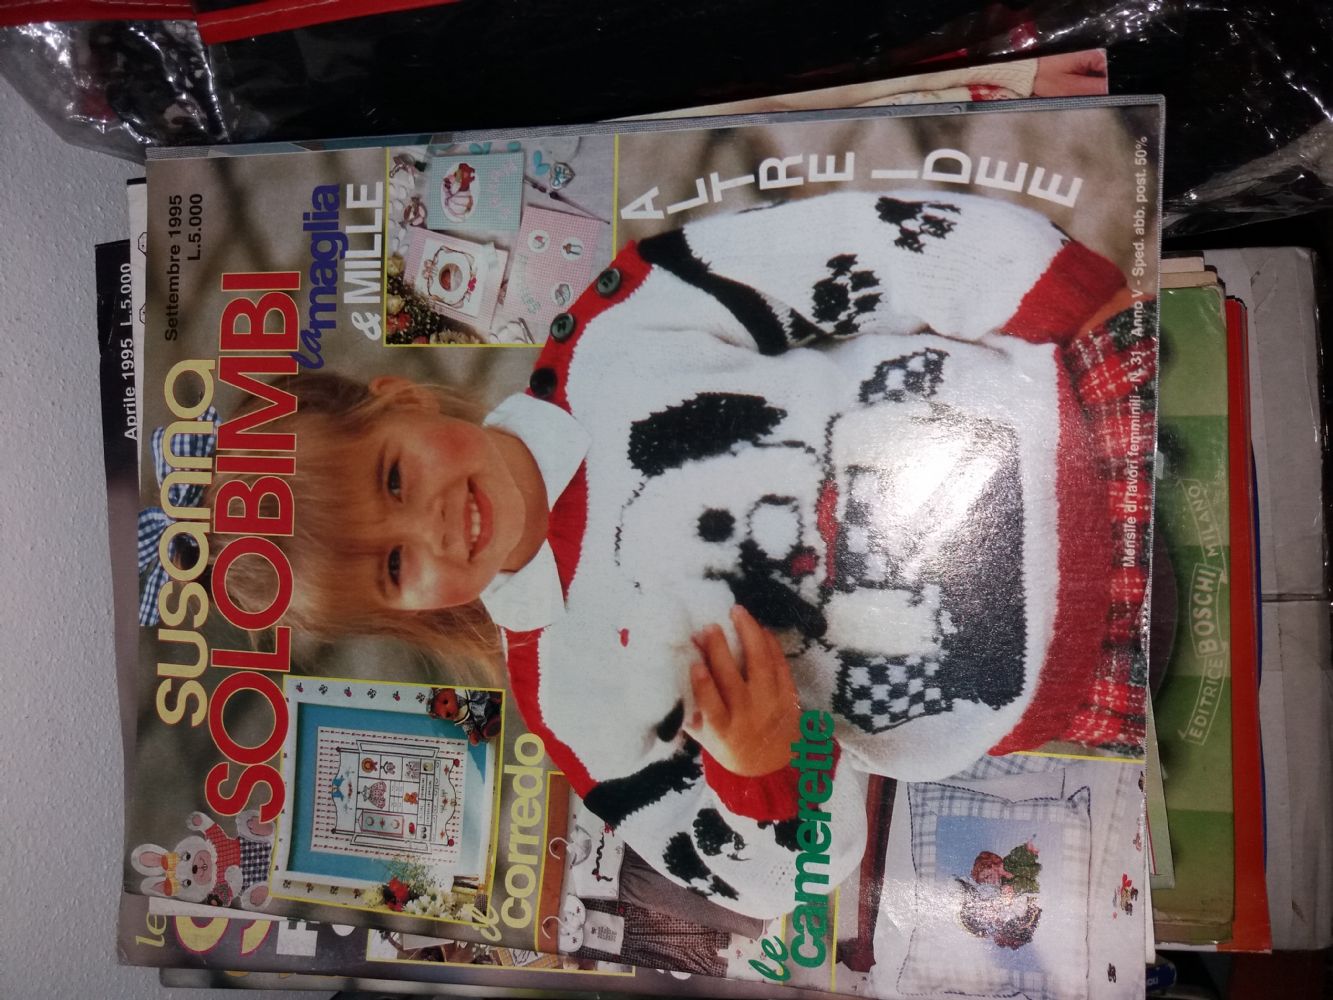 Settembre 1995
L.5.000
Aprile 1995 L.5.000
le
susanna
SOLOBIMBI
la maglia
& MILLE
ALTRE IDEE
il corredo
le camerette
Mensile di lavori femminili - N. 31 - Anno V - Sped. abb. post. 50%
EDITRICE BOSCHI MILANO